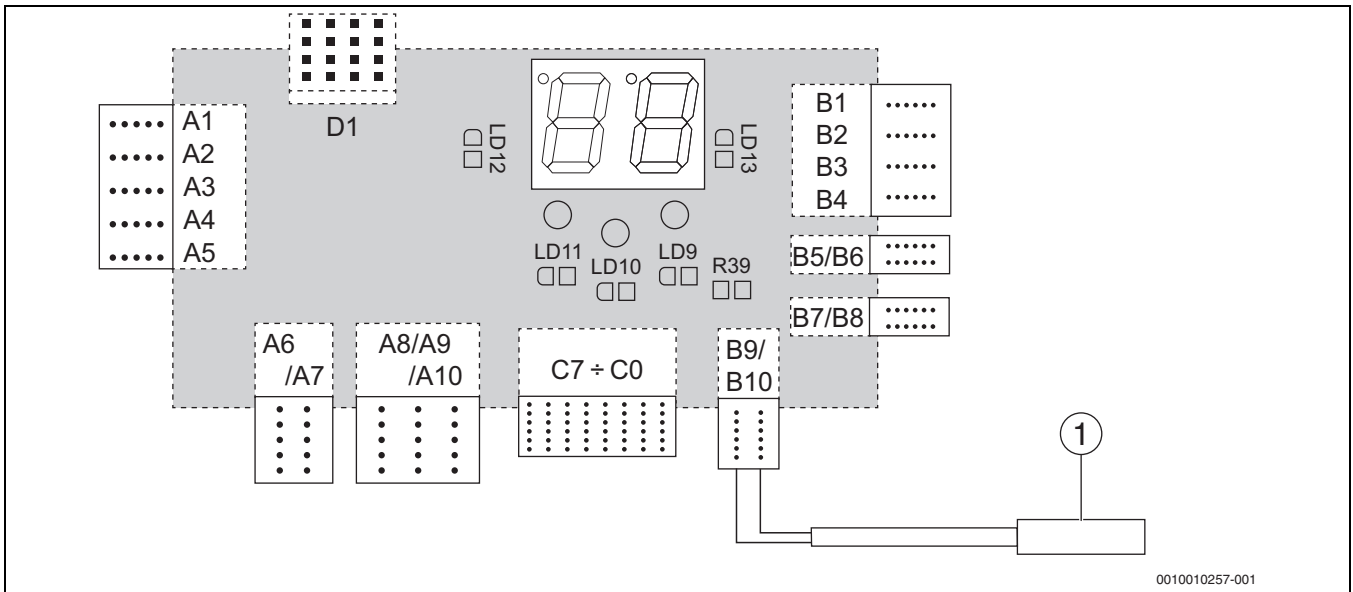 D1
A1
A2
A3
A4
A5
LD12
LD13
B1
B2
B3
B4
LD11
LD10
LD9
R39
B5/B6
B7/B8
A6
/A7
A8/A9
/A10
C7 ÷ C0
B9/
B10
1
0010010257-001